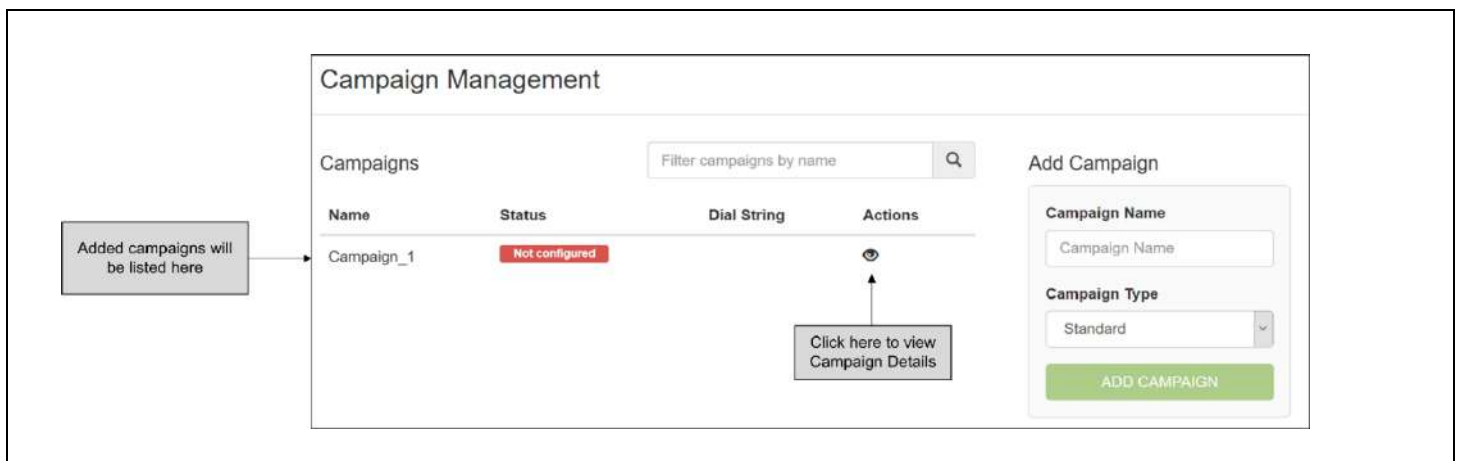 Campaign Management
Campaigns
Filter campaigns by name
Add Campaign
Name Status Dial String Actions
Campaign Name
Added campaigns will
be listed here
Campaign_1 Not configured
Campaign Name
Campaign Type
Standard
Click here to view
Campaign Details
ADD CAMPAIGN